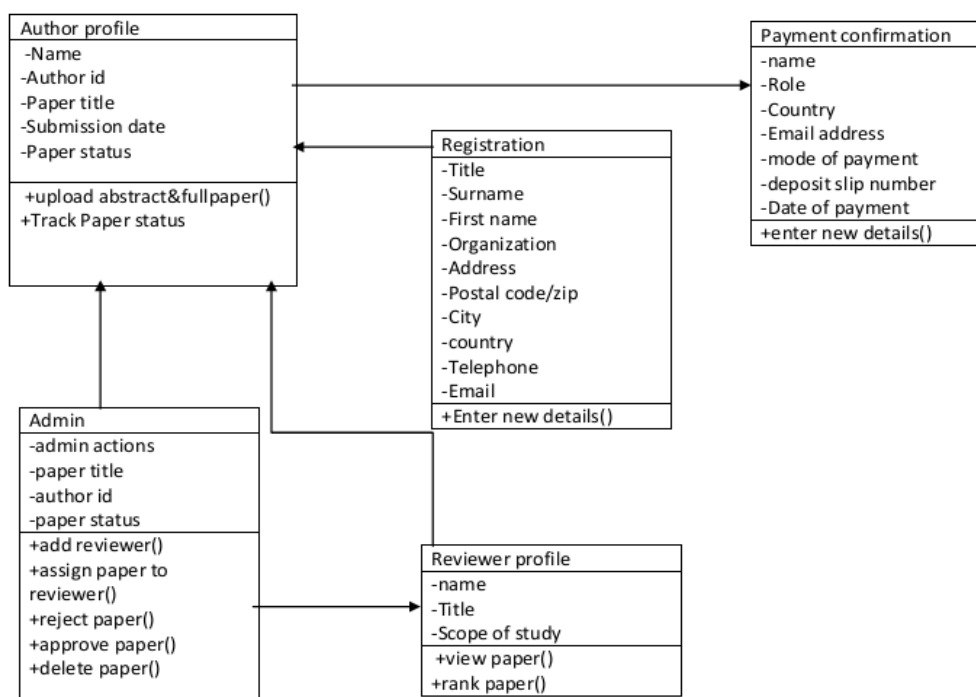 Author profile
-Name
-Author id
-Paper title
-Submission date
-Paper status
+upload abstract&fullpaper()
+Track Paper status
Payment confirmation
-name
-Role
-Country
-Email address
-mode of payment
-deposit slip number
-Date of payment
+enter new details()
Registration
-Title
-Surname
-First name
-Organization
-Address
-Postal code/zip
-City
-country
-Telephone
-Email
+Enter new details()
Admin
-admin actions
-paper title
-author id
-paper status
+add reviewer()
+assign paper to
reviewer()
+reject paper()
+approve paper()
+delete paper()
Reviewer profile
-name
-Title
-Scope of study
+view paper()
+rank paper()